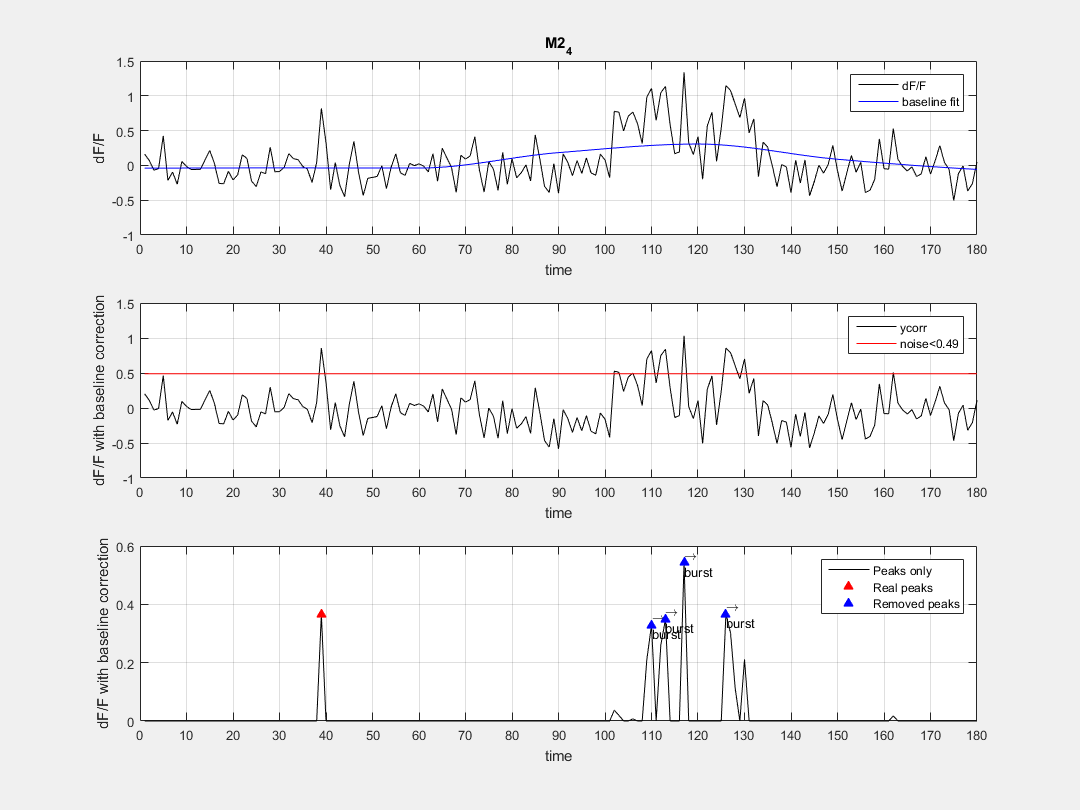 M2₄
1.5
1
0.5
0
-0.5
-1
dF/F
dF/F
baseline fit
0 10 20 30 40 50 60 70 80 90 100 110 120 130 140 150 160 170 180
time
1.5
1
0.5
0
-0.5
-1
dF/F with baseline correction
ycorr
noise<0.49
0 10 20 30 40 50 60 70 80 90 100 110 120 130 140 150 160 170 180
time
0.6
0.4
0.2
0
dF/F with baseline correction
Peaks only
Real peaks
Removed peaks
→
burst
→
burst
→
burst
→
burst
0 10 20 30 40 50 60 70 80 90 100 110 120 130 140 150 160 170 180
time